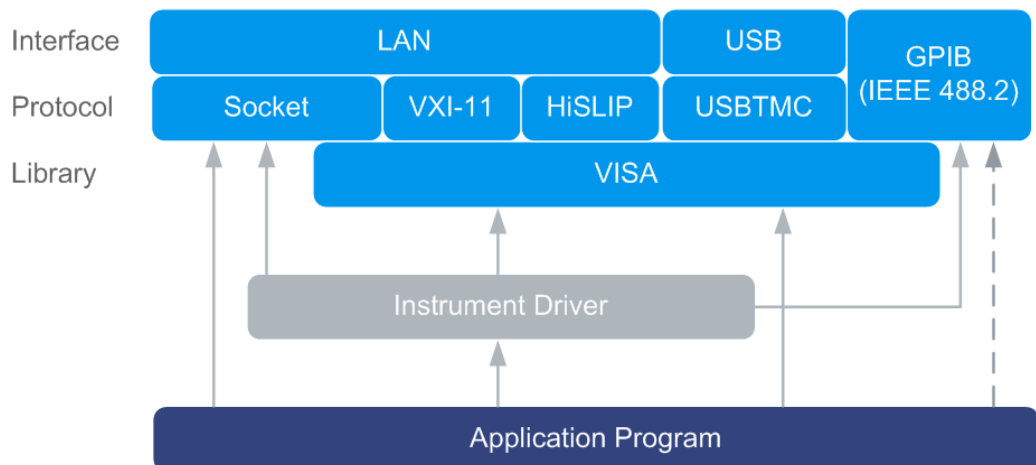 Interface
LAN
USB
GPIB
(IEEE 488.2)
Protocol
Socket
VXI-11
HiSLIP
USBTMC
Library
VISA
Instrument Driver
Application Program